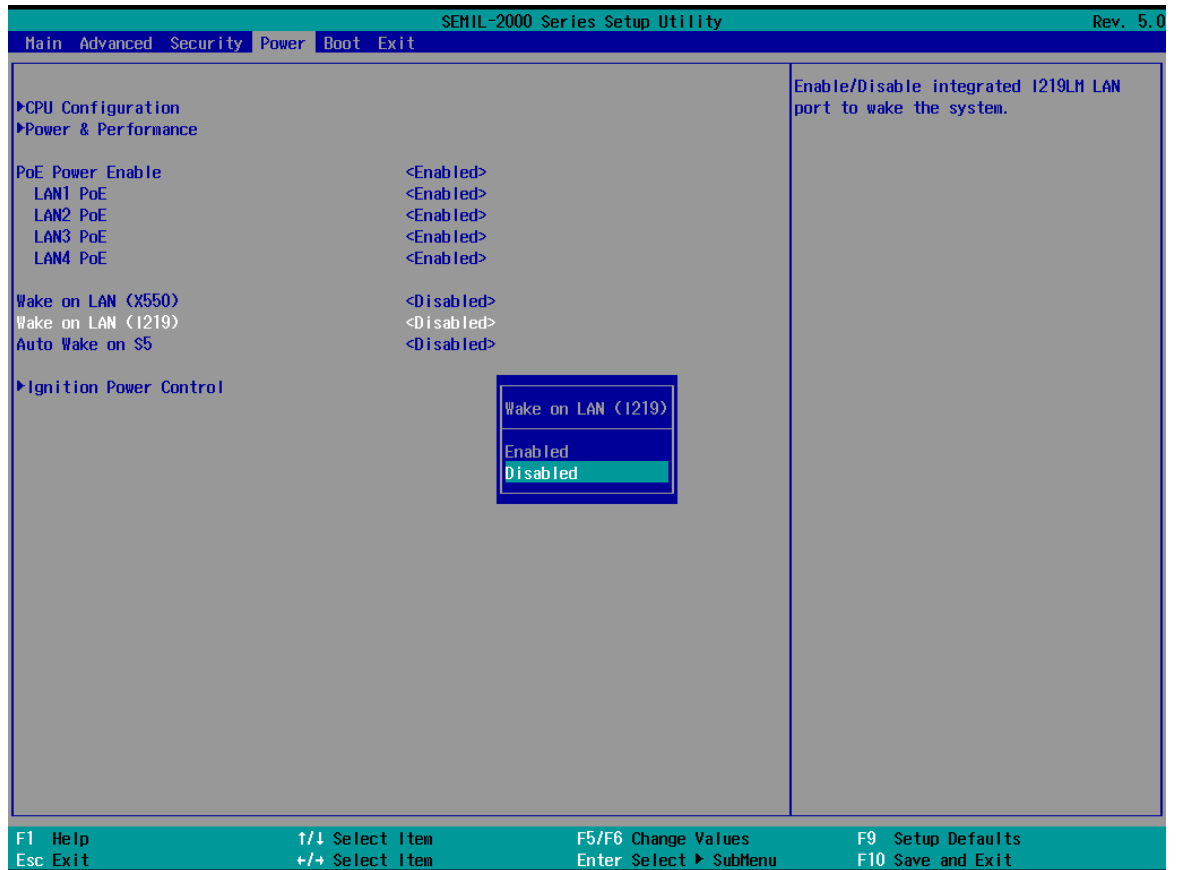 SEMIL-2000 Series Setup Utility Rev. 5.0
Main Advanced Security Power Boot Exit
Enable/Disable integrated I219LM LAN
port to wake the system.
▶CPU Configuration
▶Power & Performance
PoE Power Enable <Enabled>
LAN1 PoE <Enabled>
LAN2 PoE <Enabled>
LAN3 PoE <Enabled>
LAN4 PoE <Enabled>
Wake on LAN (X550) <Disabled>
Wake on LAN (I219) <Disabled>
Auto Wake on S5 <Disabled>
▶Ignition Power Control
Wake on LAN (I219)
Enabled
Disabled
F1 Help ↑/↓ Select Item F5/F6 Change Values F9 Setup Defaults
Esc Exit ←/→ Select Item Enter Select ▶ SubMenu F10 Save and Exit